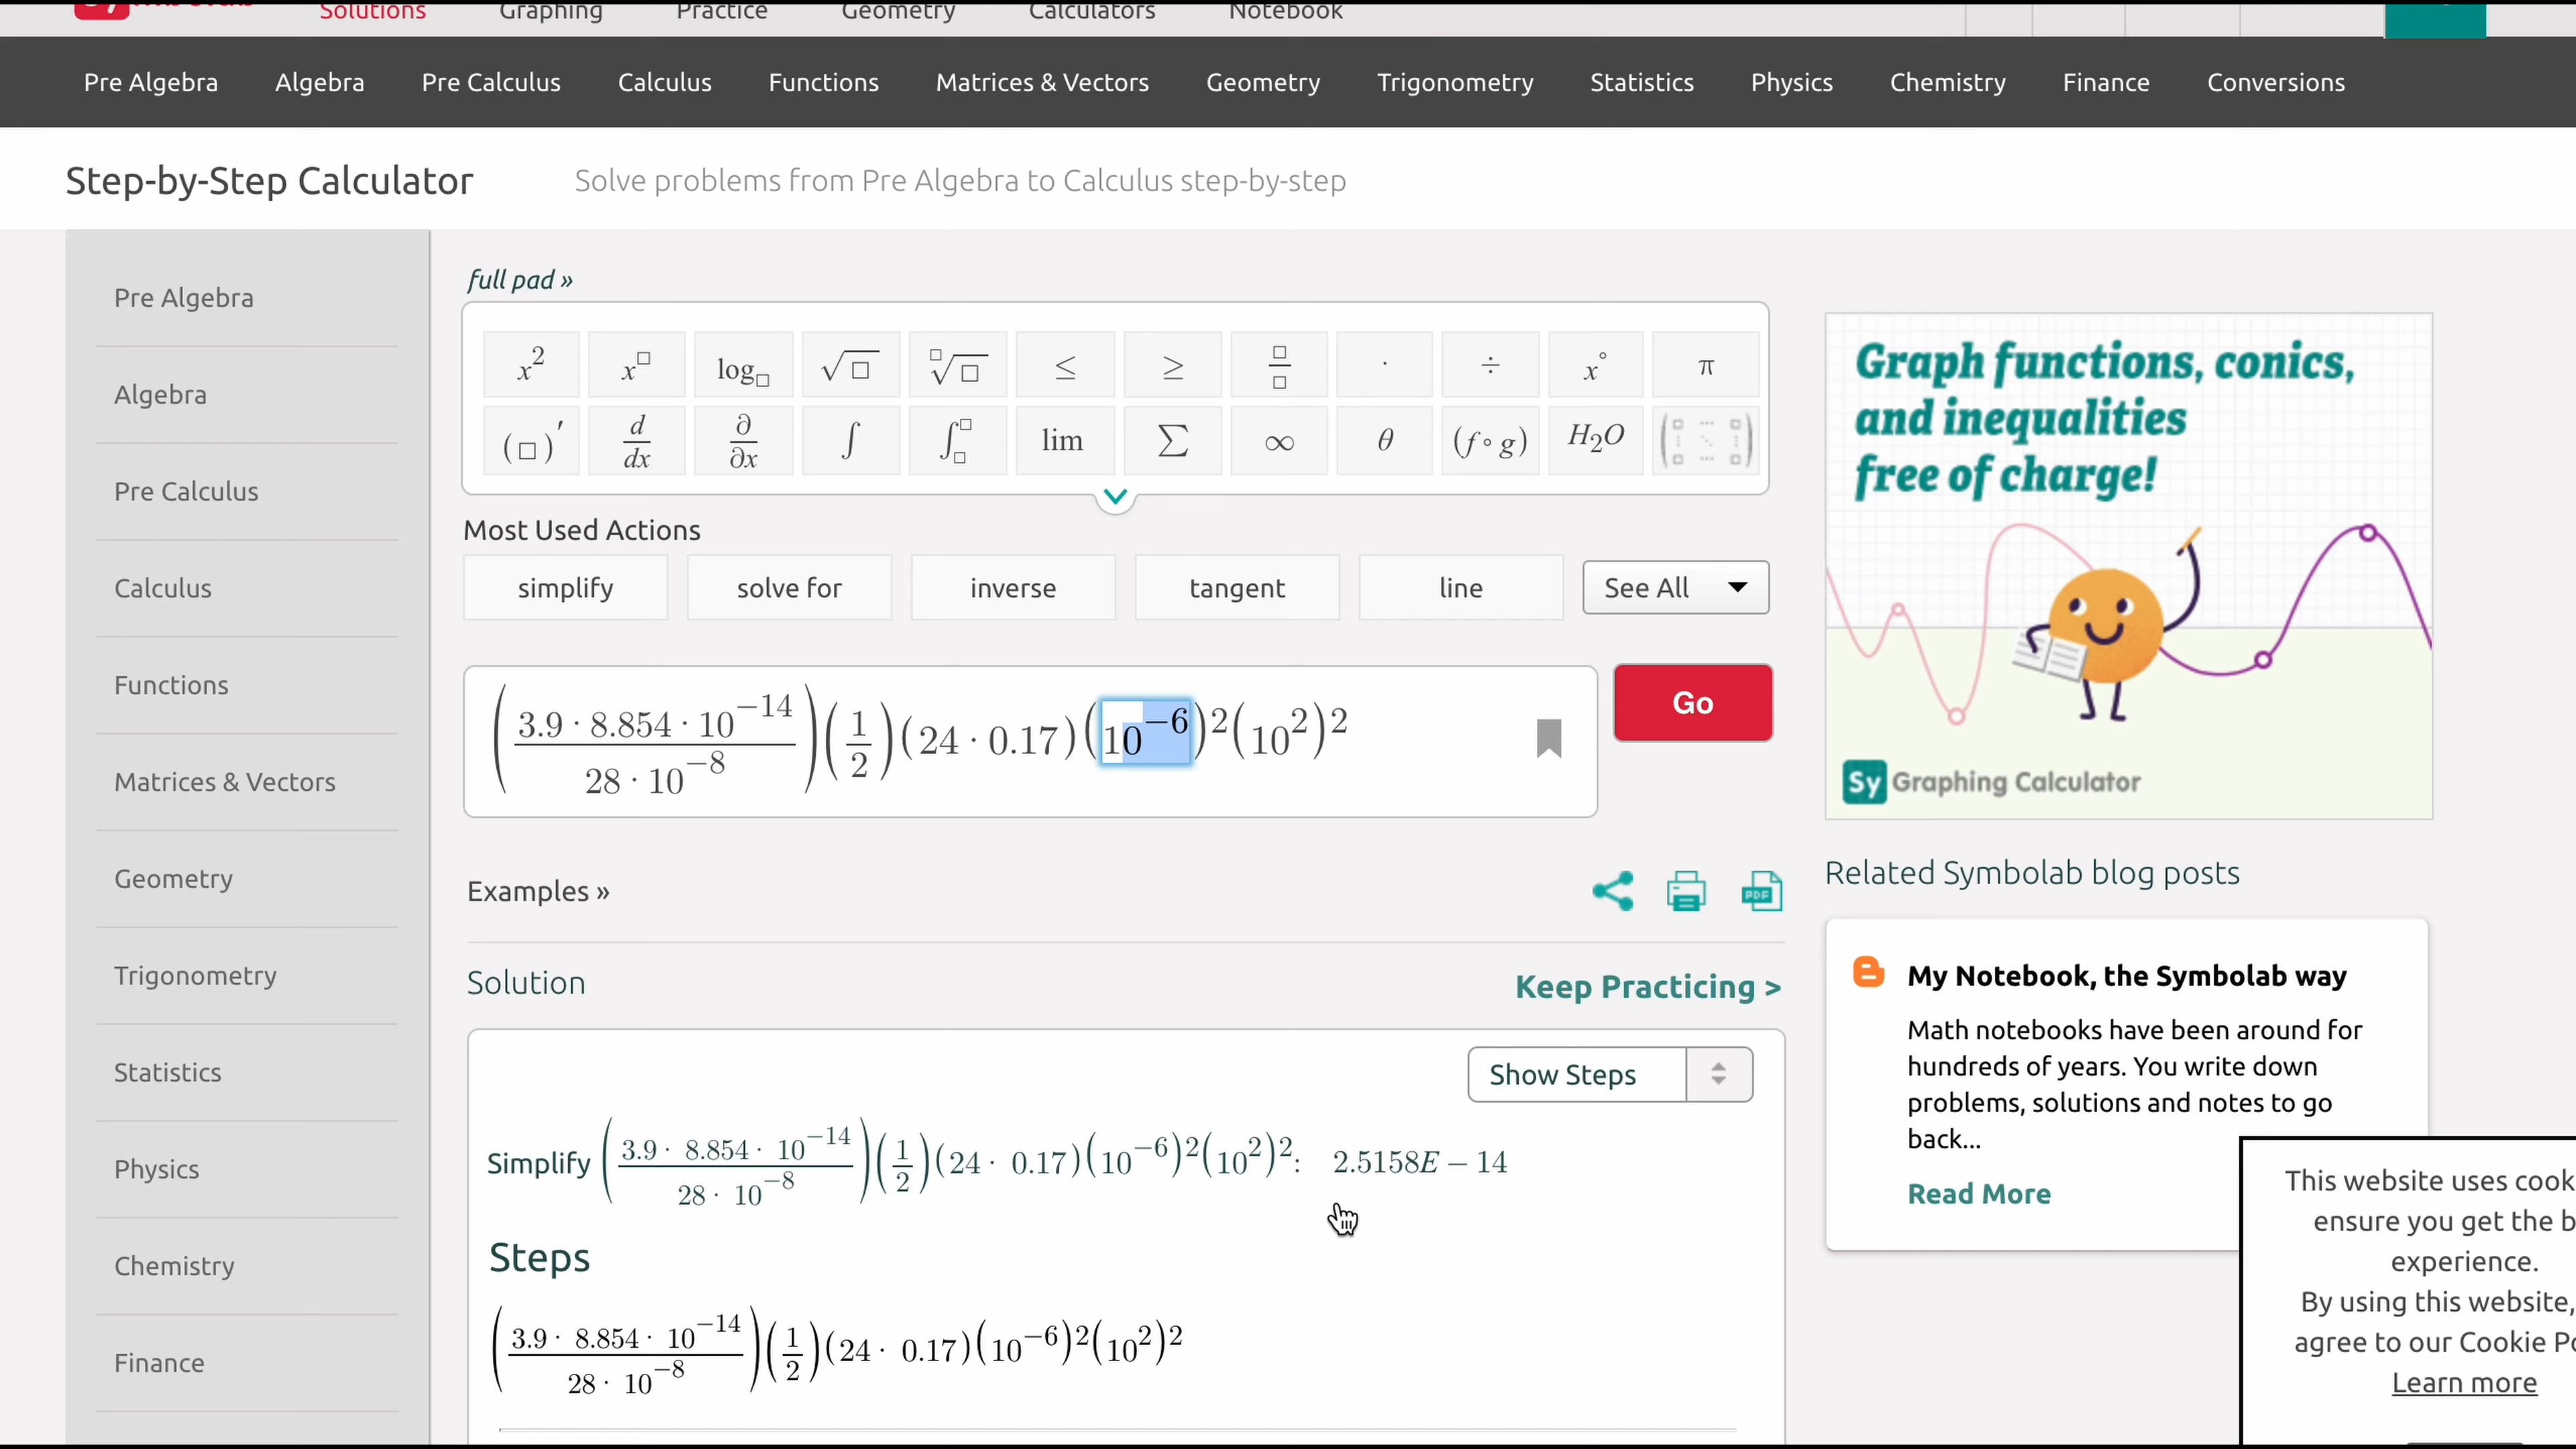 Solutions Graphing Practice Geometry Calculators Notebook
Pre Algebra Algebra Pre Calculus Calculus Functions Matrices & Vectors Geometry Trigonometry Statistics Physics Chemistry Finance Conversions
Step-by-Step Calculator Solve problems from Pre Algebra to Calculus step-by-step
Pre Algebra
Algebra
Pre Calculus
Calculus
Functions
Matrices & Vectors
Geometry
Trigonometry
Statistics
Physics
Chemistry
Finance
full pad »
x² x^□ log_□ √□ ^□√□ ≤ ≥ □/□ · ÷ x° π
(□)′ d/dx ∂/∂x ∫ ∫_□^□ lim ∑ ∞ θ (f∘g) H₂O
Most Used Actions
simplify solve for inverse tangent line See All
(3.9·8.854·10^−14 / 28·10^−8)(1/2)(24·0.17)(10^−6)2(10^2)2 Go
Examples » PDF
Solution Keep Practicing >
Show Steps
Simplify (3.9· 8.854· 10^−14 / 28· 10^−8)(1/2)(24· 0.17)(10^−6)2(10^2)2: 2.5158E − 14
Steps
(3.9· 8.854· 10^−14 / 28· 10^−8)(1/2)(24· 0.17)(10^−6)2(10^2)2
Graph functions, conics,
and inequalities
free of charge!
Sy Graphing Calculator
Related Symbolab blog posts
My Notebook, the Symbolab way
Math notebooks have been around for
hundreds of years. You write down
problems, solutions and notes to go
back...
Read More
This website uses cook
ensure you get the b
experience.
By using this website,
agree to our Cookie Po
Learn more